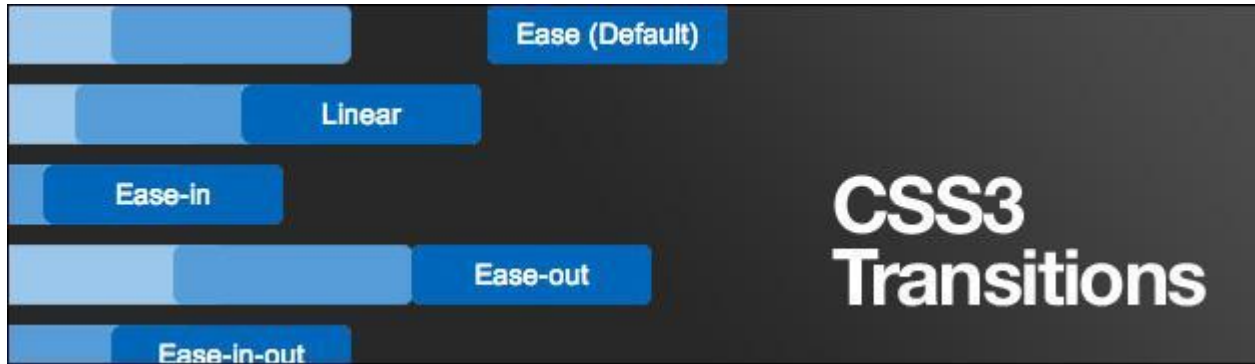 Ease (Default)
Linear
Ease-in
Ease-out
Ease-in-out
CSS3
Transitions